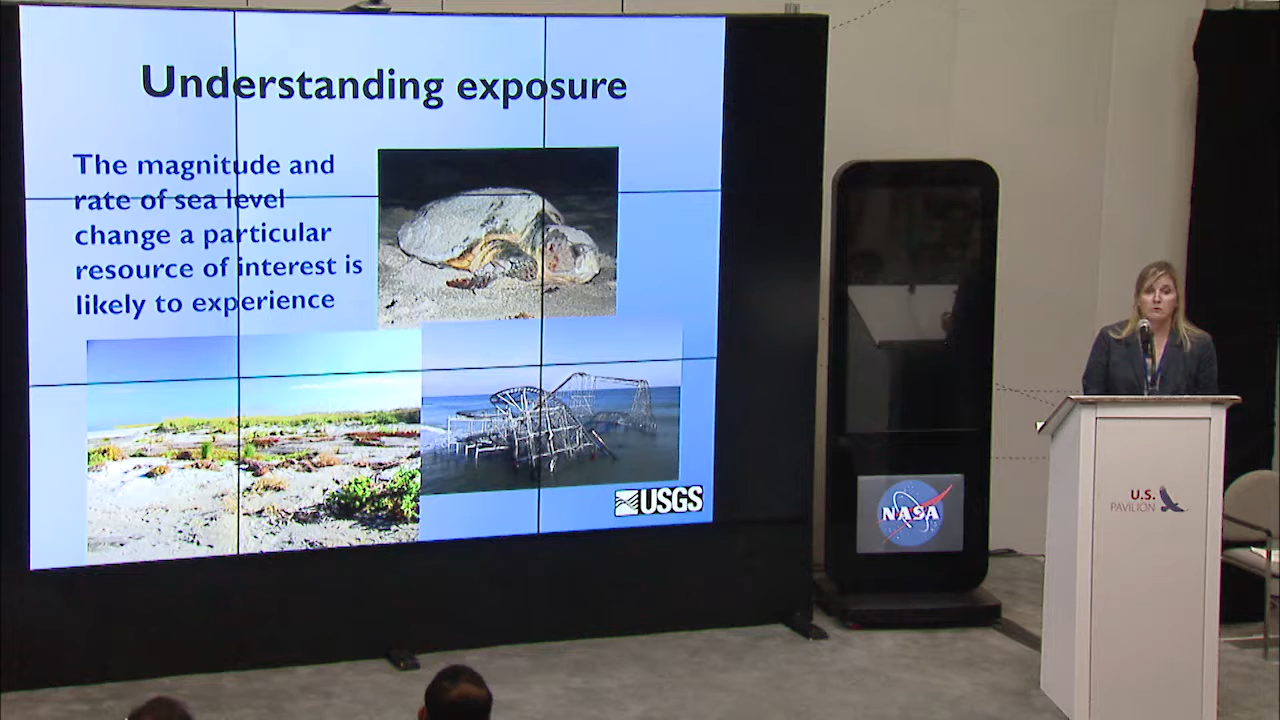 Understanding exposure
The magnitude and
rate of sea level
change a particular
resource of interest is
likely to experience
USGS
NASA
U.S.
PAVILION